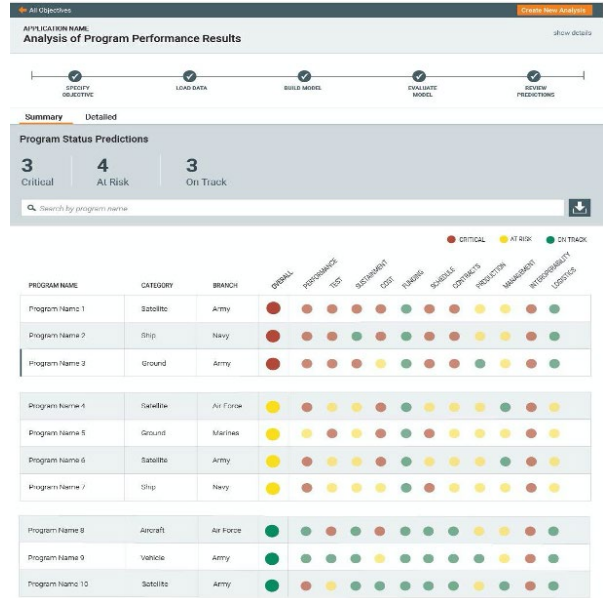 All Objectives
Create New Analysis
APPLICATION NAME
Analysis of Program Performance Results
show details
SPECIFY OBJECTIVE
LOAD DATA
BUILD MODEL
EVALUATE MODEL
REVIEW PREDICTIONS
Summary Detailed
Program Status Predictions
3 4 3
Critical At Risk On Track
Search by program name
CRITICAL AT RISK ON TRACK
PROGRAM NAME CATEGORY BRANCH OVERALL PERFORMANCE TEST SUSTAINMENT COST FUNDING SCHEDULE CONTRACTS PRODUCTION MANAGEMENT INTEROPERABILITY LOGISTICS
Program Name 1 Satellite Army
Program Name 2 Ship Navy
Program Name 3 Ground Army
Program Name 4 Satellite Air Force
Program Name 5 Ground Marines
Program Name 6 Satellite Army
Program Name 7 Ship Navy
Program Name 8 Aircraft Air Force
Program Name 9 Vehicle Army
Program Name 10 Satellite Army